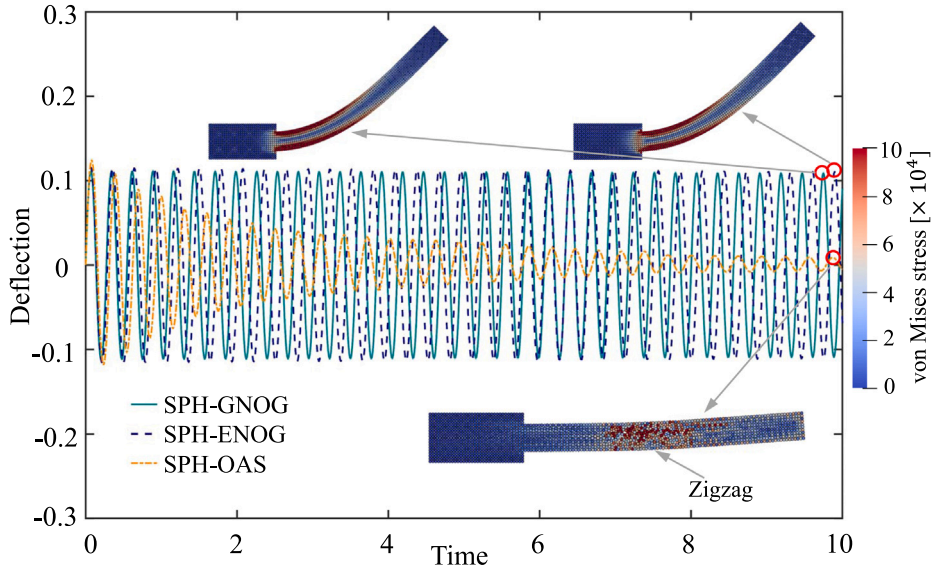 0.3
0.2
0.1
0
-0.1
-0.2
-0.3
Deflection
SPH-GNOG
SPH-ENOG
SPH-OAS
Zigzag
0 2 4 6 8 10
Time
10
8
6
4
2
0
von Mises stress [× 10⁴]